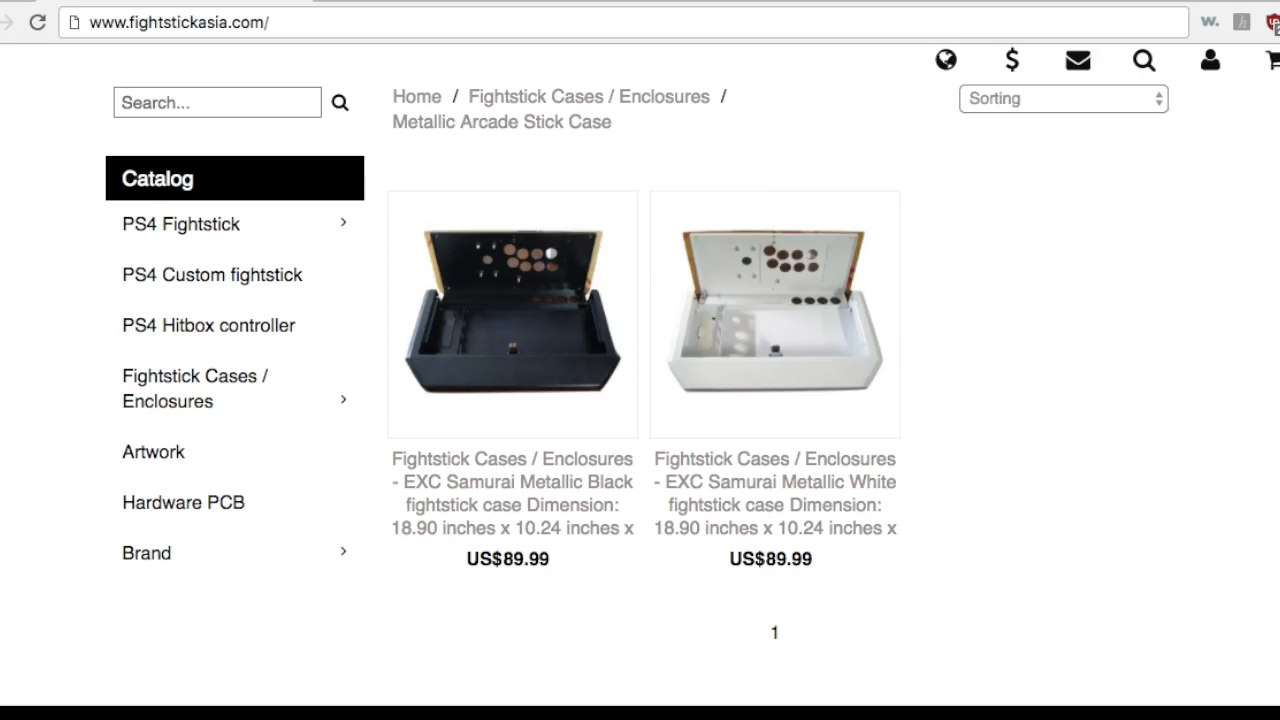 www.fightstickasia.com/
w.
$
Search...
Home / Fightstick Cases / Enclosures /
Metallic Arcade Stick Case
Sorting
Catalog
PS4 Fightstick
PS4 Custom fightstick
PS4 Hitbox controller
Fightstick Cases /
Enclosures
Artwork
Hardware PCB
Brand
Fightstick Cases / Enclosures
- EXC Samurai Metallic Black
fightstick case Dimension:
18.90 inches x 10.24 inches x
US$89.99
Fightstick Cases / Enclosures
- EXC Samurai Metallic White
fightstick case Dimension:
18.90 inches x 10.24 inches x
US$89.99
1